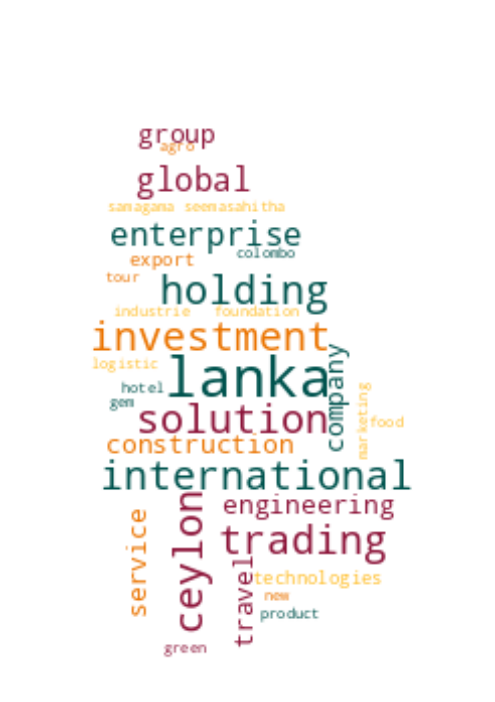 group
agro
global
samagama seemasahitha
enterprise
colombo
export
tour
holding
industrie foundation
investment
logistic
lanka
company
hotel
gem
marketing
solution
food
construction
international
engineering
ceylon
service
trading
travel
technologies
new
product
green